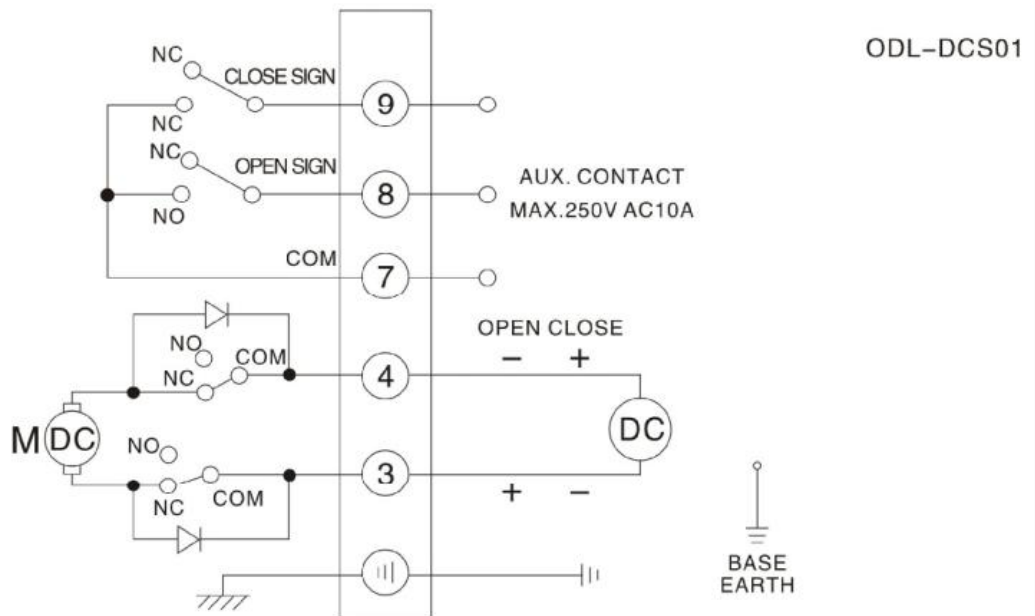 ODL-DCS01
NC
CLOSE SIGN
9
NC
NC
OPEN SIGN
8
AUX. CONTACT
MAX.250V AC10A
NO
COM
7
OPEN CLOSE
NO
COM
− +
NC
4
M
DC
DC
NO
3
NC
COM
+ −
BASE
EARTH